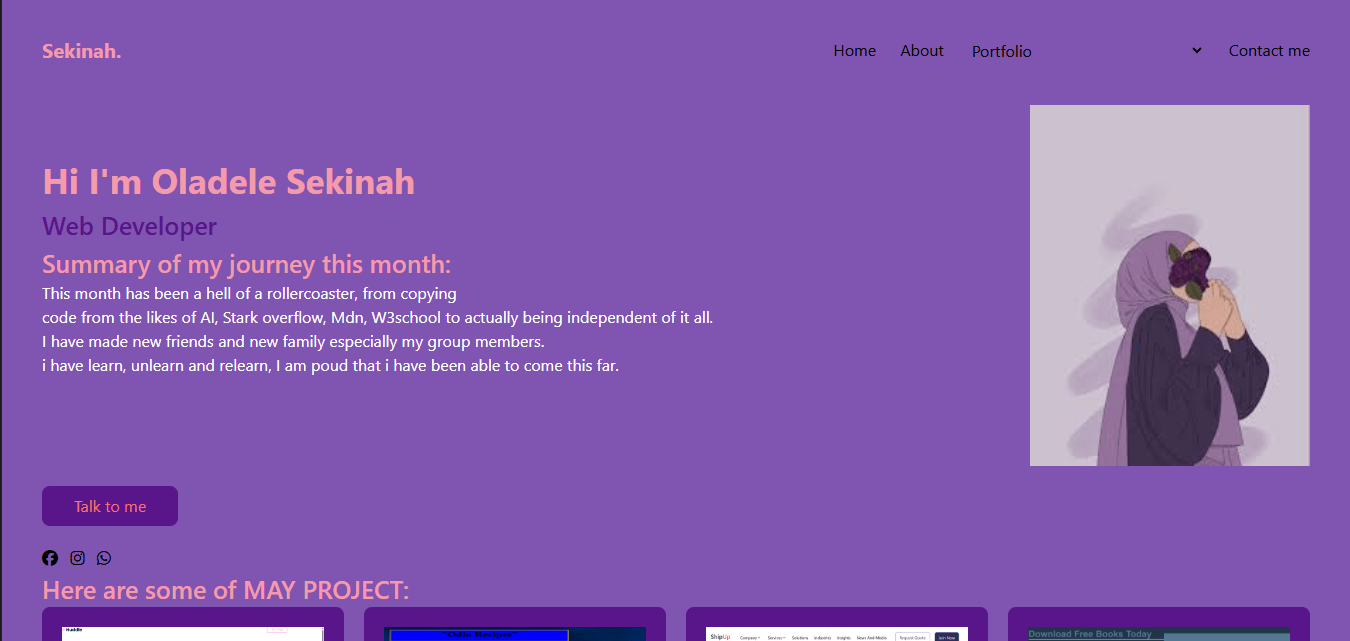 Sekinah.
Home About Portfolio Contact me
Hi I'm Oladele Sekinah
Web Developer
Summary of my journey this month:
This month has been a hell of a rollercoaster, from copying
code from the likes of AI, Stark overflow, Mdn, W3school to actually being independent of it all.
I have made new friends and new family especially my group members.
i have learn, unlearn and relearn, I am poud that i have been able to come this far.
Talk to me
Here are some of MAY PROJECT:
Huddle
"Odin Recipes"
ShipUp Company Services Solutions Industries Insights News And Media Request Quote Join Now
Download Free Books Today